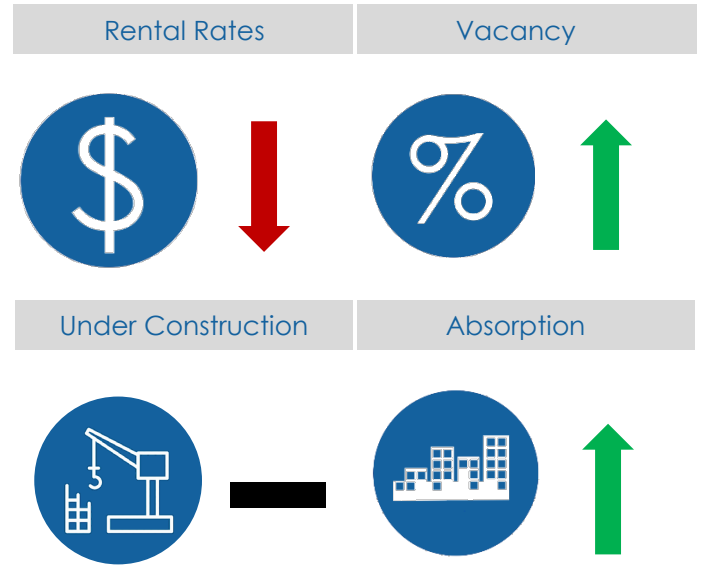 Rental Rates
Vacancy
$
%
Under Construction
Absorption